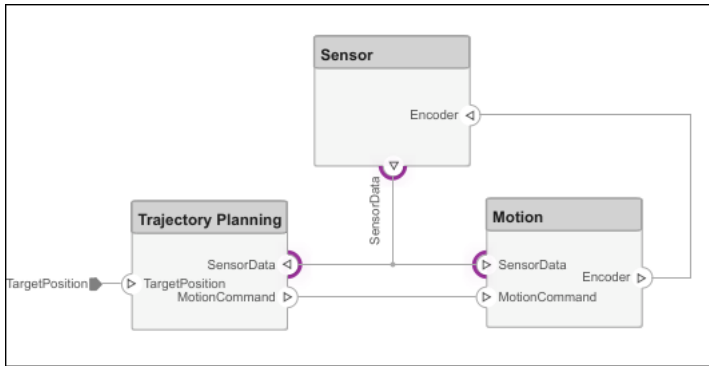 Sensor
Encoder
SensorData
Trajectory Planning
SensorData
TargetPosition
TargetPosition
MotionCommand
Motion
SensorData
Encoder
MotionCommand